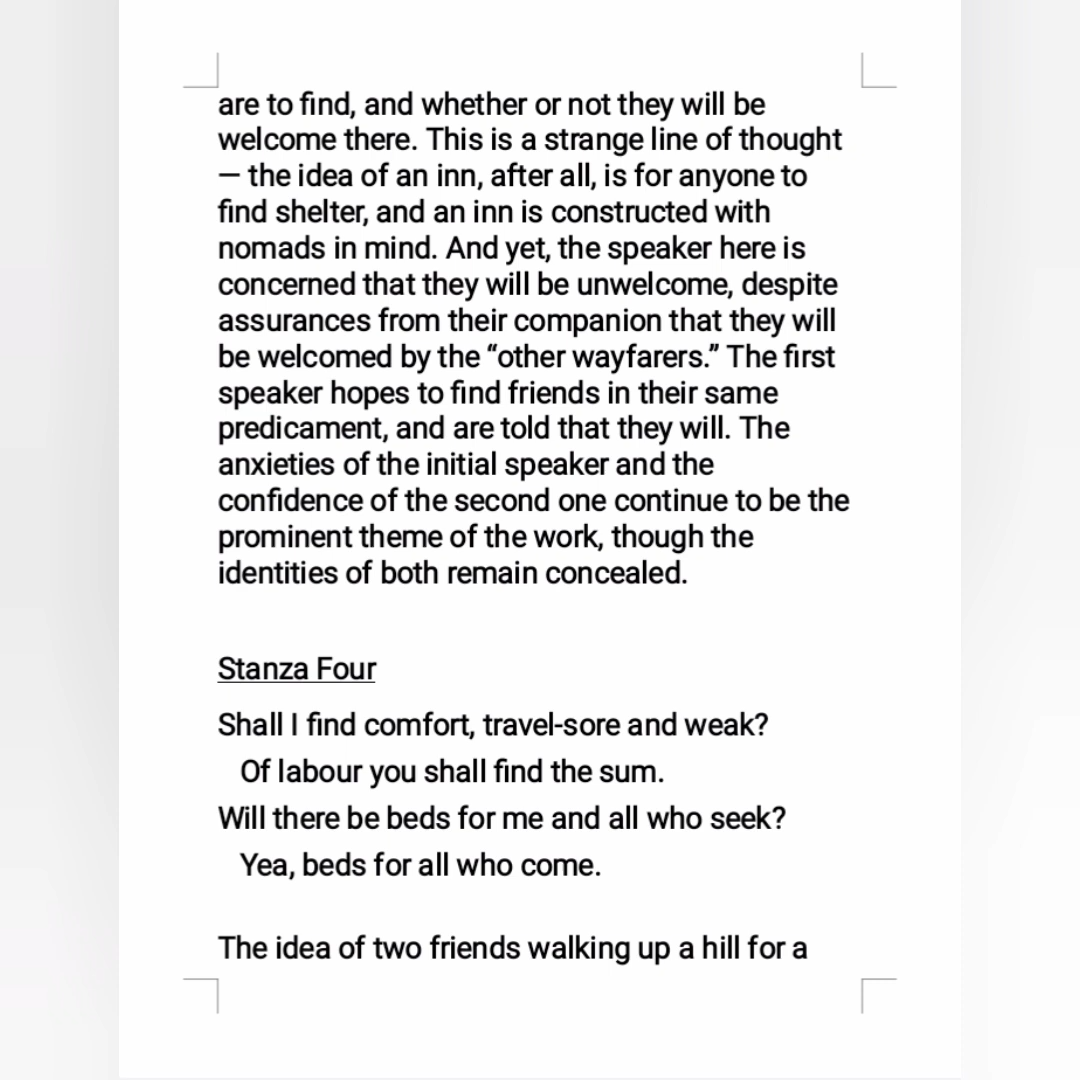 are to find, and whether or not they will be
welcome there. This is a strange line of thought
— the idea of an inn, after all, is for anyone to
find shelter, and an inn is constructed with
nomads in mind. And yet, the speaker here is
concerned that they will be unwelcome, despite
assurances from their companion that they will
be welcomed by the “other wayfarers.” The first
speaker hopes to find friends in their same
predicament, and are told that they will. The
anxieties of the initial speaker and the
confidence of the second one continue to be the
prominent theme of the work, though the
identities of both remain concealed.
Stanza Four
Shall I find comfort, travel-sore and weak?
Of labour you shall find the sum.
Will there be beds for me and all who seek?
Yea, beds for all who come.
The idea of two friends walking up a hill for a